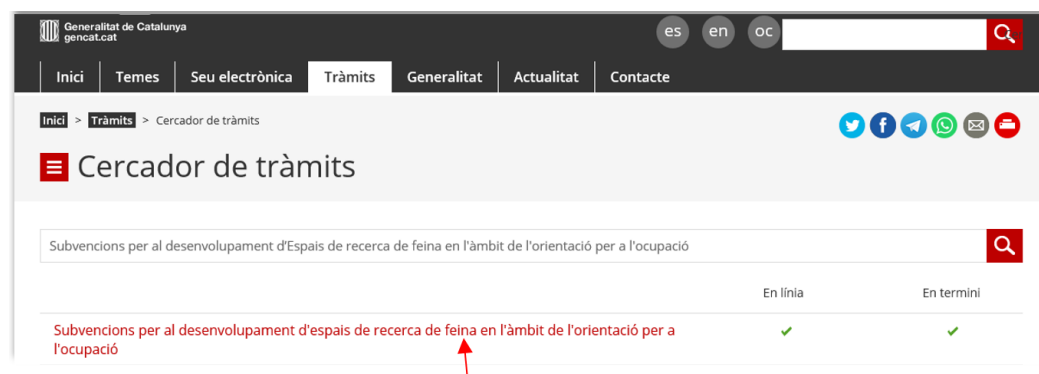 Generalitat de Catalunya
gencat.cat
es en oc
Inici Temes Seu electrònica Tràmits Generalitat Actualitat Contacte
Inici > Tràmits > Cercador de tràmits
Cercador de tràmits
Subvencions per al desenvolupament d’Espais de recerca de feina en l'àmbit de l'orientació per a l'ocupació
En línia En termini
Subvencions per al desenvolupament d'espais de recerca de feina en l'àmbit de l'orientació per a
l'ocupació